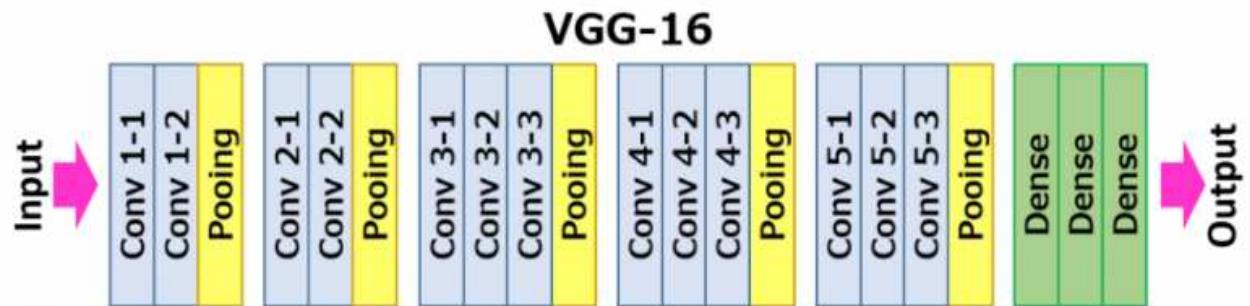 VGG-16
Input
Conv 1-1
Conv 1-2
Pooing
Conv 2-1
Conv 2-2
Pooing
Conv 3-1
Conv 3-2
Conv 3-3
Pooing
Conv 4-1
Conv 4-2
Conv 4-3
Pooing
Conv 5-1
Conv 5-2
Conv 5-3
Pooing
Dense
Dense
Dense
Output